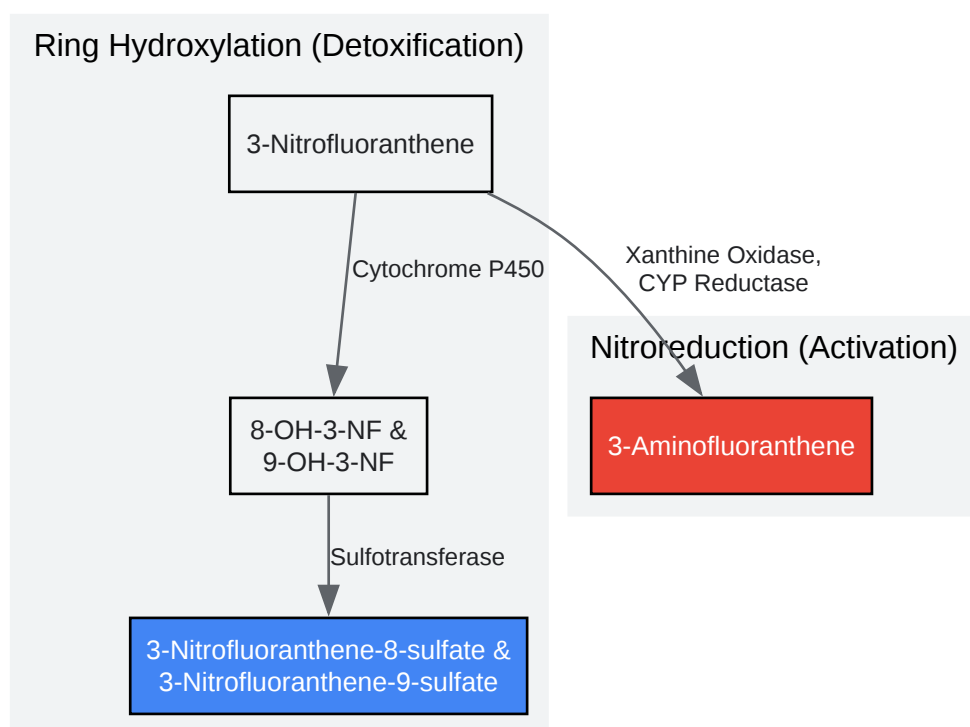 Ring Hydroxylation (Detoxification)
3-Nitrofluoranthene
Cytochrome P450
Xanthine Oxidase,
CYP Reductase
Nitroreduction (Activation)
8-OH-3-NF &
9-OH-3-NF
3-Aminofluoranthene
Sulfotransferase
3-Nitrofluoranthene-8-sulfate &
3-Nitrofluoranthene-9-sulfate